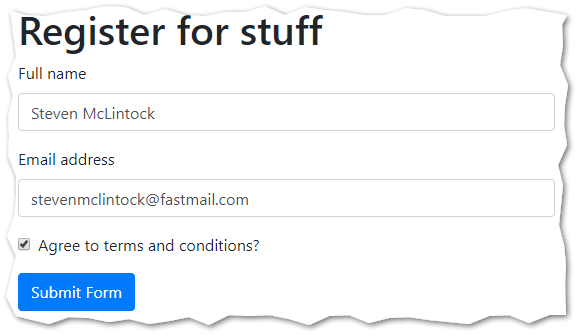 Register for stuff
Full name
Steven McLintock
Email address
stevenmclintock@fastmail.com
Agree to terms and conditions?
Submit Form